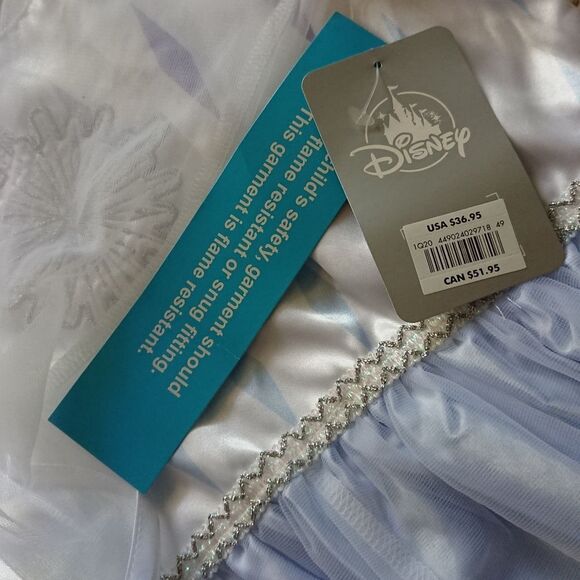 Disney
USA $36.95
1Q20 449024029718 49
CAN $51.95
child's safety, garment should
flame resistant or snug fitting.
This garment is flame resistant.